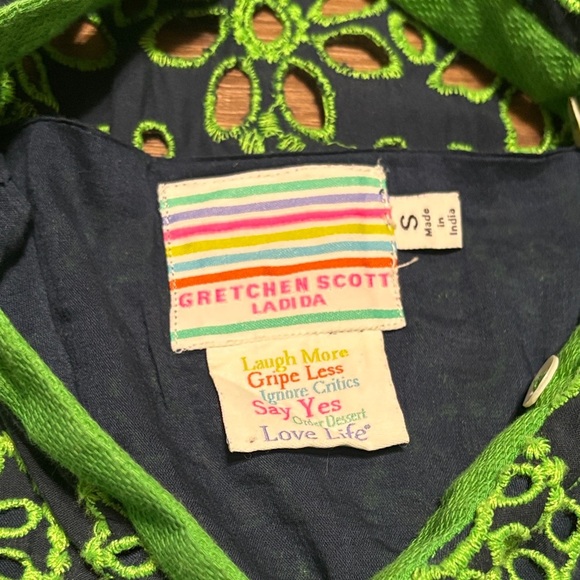 GRETCHEN SCOTT
LADIDA
S
Made
in
India
Laugh More
Gripe Less
Ignore Critics
Say Yes
Order Dessert
Love Life®